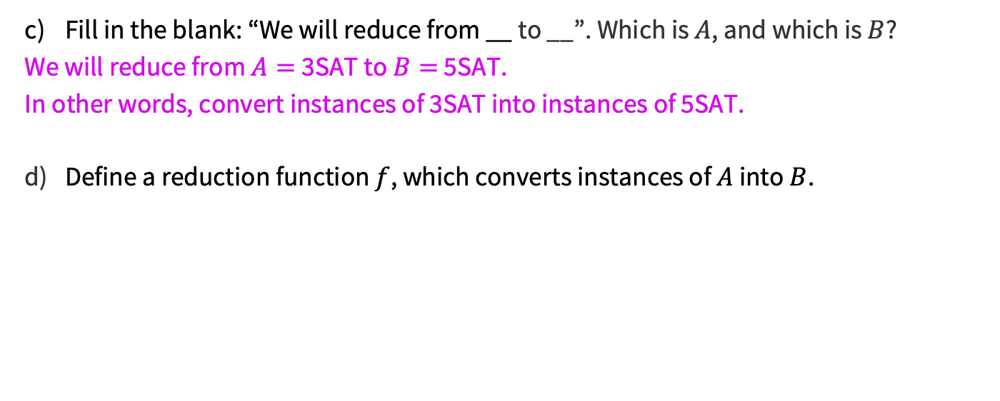 c) Fill in the blank: “We will reduce from __ to __”. Which is A, and which is B?
We will reduce from A = 3SAT to B = 5SAT.
In other words, convert instances of 3SAT into instances of 5SAT.
d) Define a reduction function f, which converts instances of A into B.